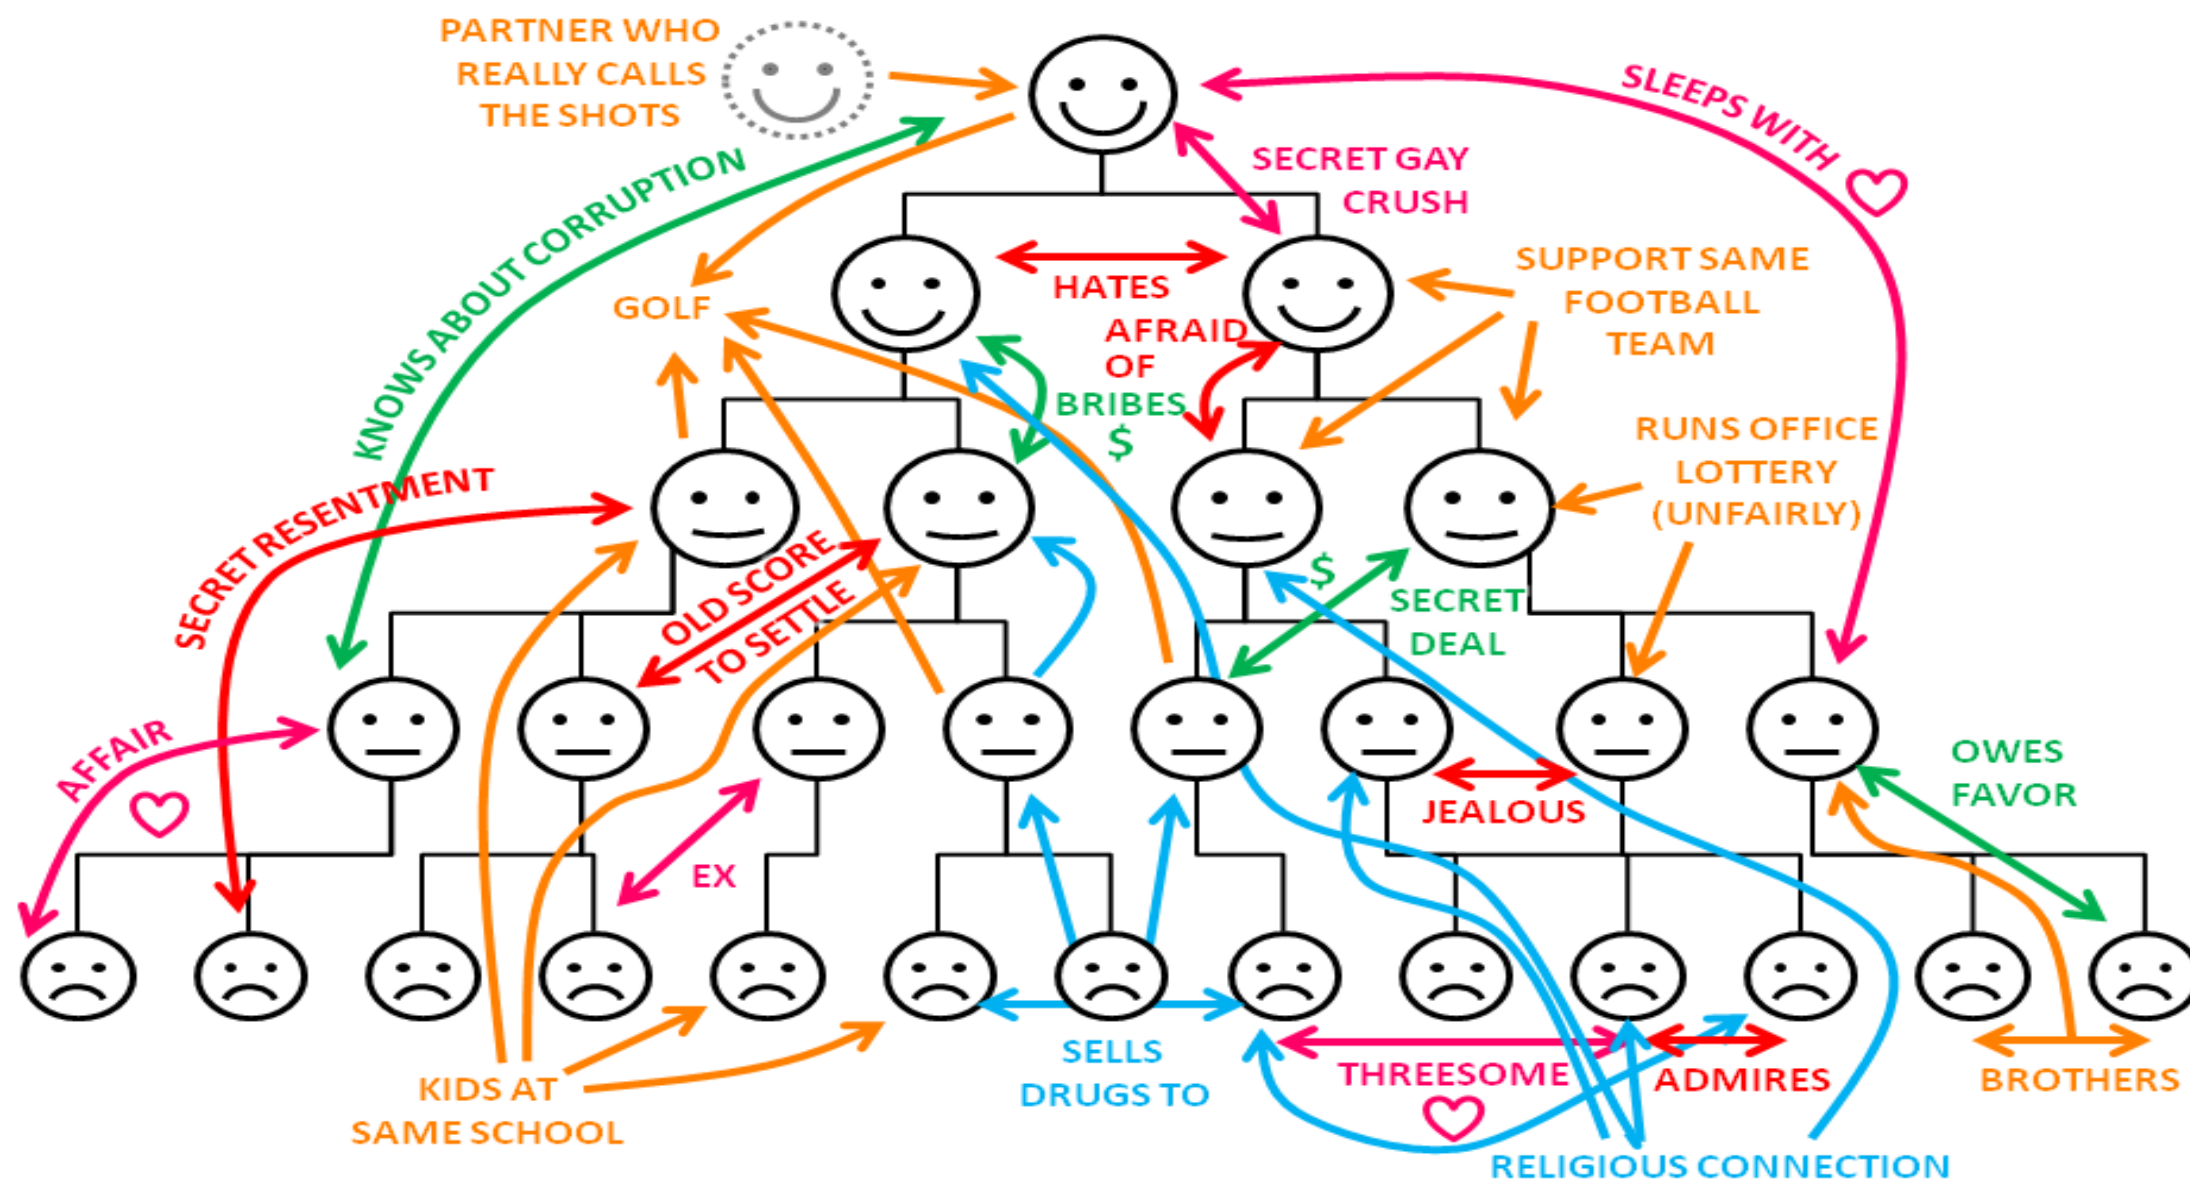 PARTNER WHO
REALLY CALLS
THE SHOTS
SLEEPS WITH
SECRET GAY
CRUSH
KNOWS ABOUT CORRUPTION
HATES
SUPPORT SAME
FOOTBALL
TEAM
GOLF
AFRAID
OF
BRIBES
$
RUNS OFFICE
LOTTERY
(UNFAIRLY)
SECRET RESENTMENT
OLD SCORE
TO SETTLE
$
SECRET
DEAL
AFFAIR
JEALOUS
OWES
FAVOR
EX
SELLS
DRUGS TO
THREESOME
ADMIRES
BROTHERS
KIDS AT
SAME SCHOOL
RELIGIOUS CONNECTION